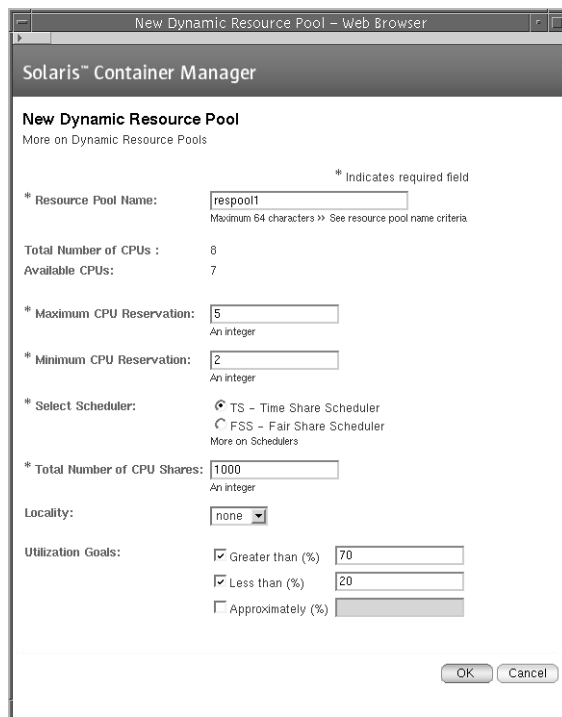 New Dynamic Resource Pool – Web Browser
Solaris™ Container Manager
New Dynamic Resource Pool
More on Dynamic Resource Pools
* Indicates required field
* Resource Pool Name: respool1
Maximum 64 characters >> See resource pool name criteria
Total Number of CPUs : 8
Available CPUs: 7
* Maximum CPU Reservation: 5
An integer
* Minimum CPU Reservation: 2
An integer
* Select Scheduler: TS – Time Share Scheduler
FSS – Fair Share Scheduler
More on Schedulers
* Total Number of CPU Shares: 1000
An integer
Locality: none
Utilization Goals: Greater than (%) 70
Less than (%) 20
Approximately (%)
OK Cancel